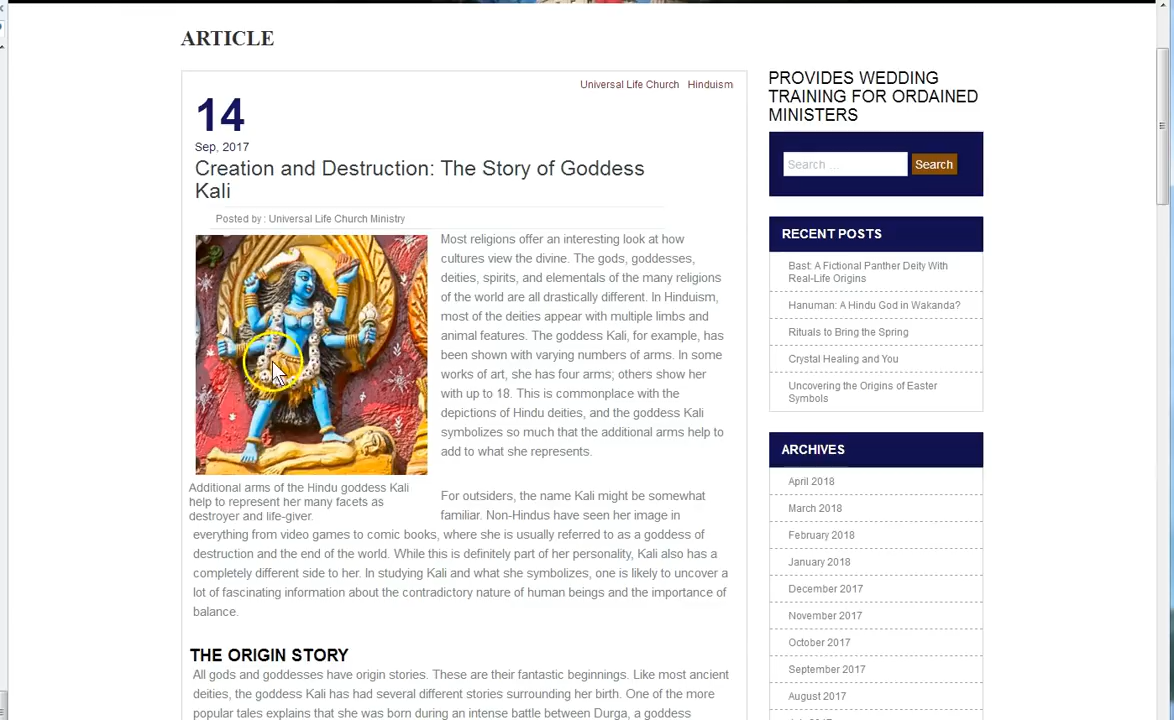 ARTICLE
Universal Life Church Hinduism
14
Sep, 2017
Creation and Destruction: The Story of Goddess
Kali
Posted by : Universal Life Church Ministry
Most religions offer an interesting look at how
cultures view the divine. The gods, goddesses,
deities, spirits, and elementals of the many religions
of the world are all drastically different. In Hinduism,
most of the deities appear with multiple limbs and
animal features. The goddess Kali, for example, has
been shown with varying numbers of arms. In some
works of art, she has four arms; others show her
with up to 18. This is commonplace with the
depictions of Hindu deities, and the goddess Kali
symbolizes so much that the additional arms help to
add to what she represents.
Additional arms of the Hindu goddess Kali
help to represent her many facets as
destroyer and life-giver.
For outsiders, the name Kali might be somewhat
familiar. Non-Hindus have seen her image in
everything from video games to comic books, where she is usually referred to as a goddess of
destruction and the end of the world. While this is definitely part of her personality, Kali also has a
completely different side to her. In studying Kali and what she symbolizes, one is likely to uncover a
lot of fascinating information about the contradictory nature of human beings and the importance of
balance.
THE ORIGIN STORY
All gods and goddesses have origin stories. These are their fantastic beginnings. Like most ancient
deities, the goddess Kali has had several different stories surrounding her birth. One of the more
popular tales explains that she was born during an intense battle between Durga, a goddess
PROVIDES WEDDING
TRAINING FOR ORDAINED
MINISTERS
Search ...
Search
RECENT POSTS
Bast: A Fictional Panther Deity With
Real-Life Origins
Hanuman: A Hindu God in Wakanda?
Rituals to Bring the Spring
Crystal Healing and You
Uncovering the Origins of Easter
Symbols
ARCHIVES
April 2018
March 2018
February 2018
January 2018
December 2017
November 2017
October 2017
September 2017
August 2017